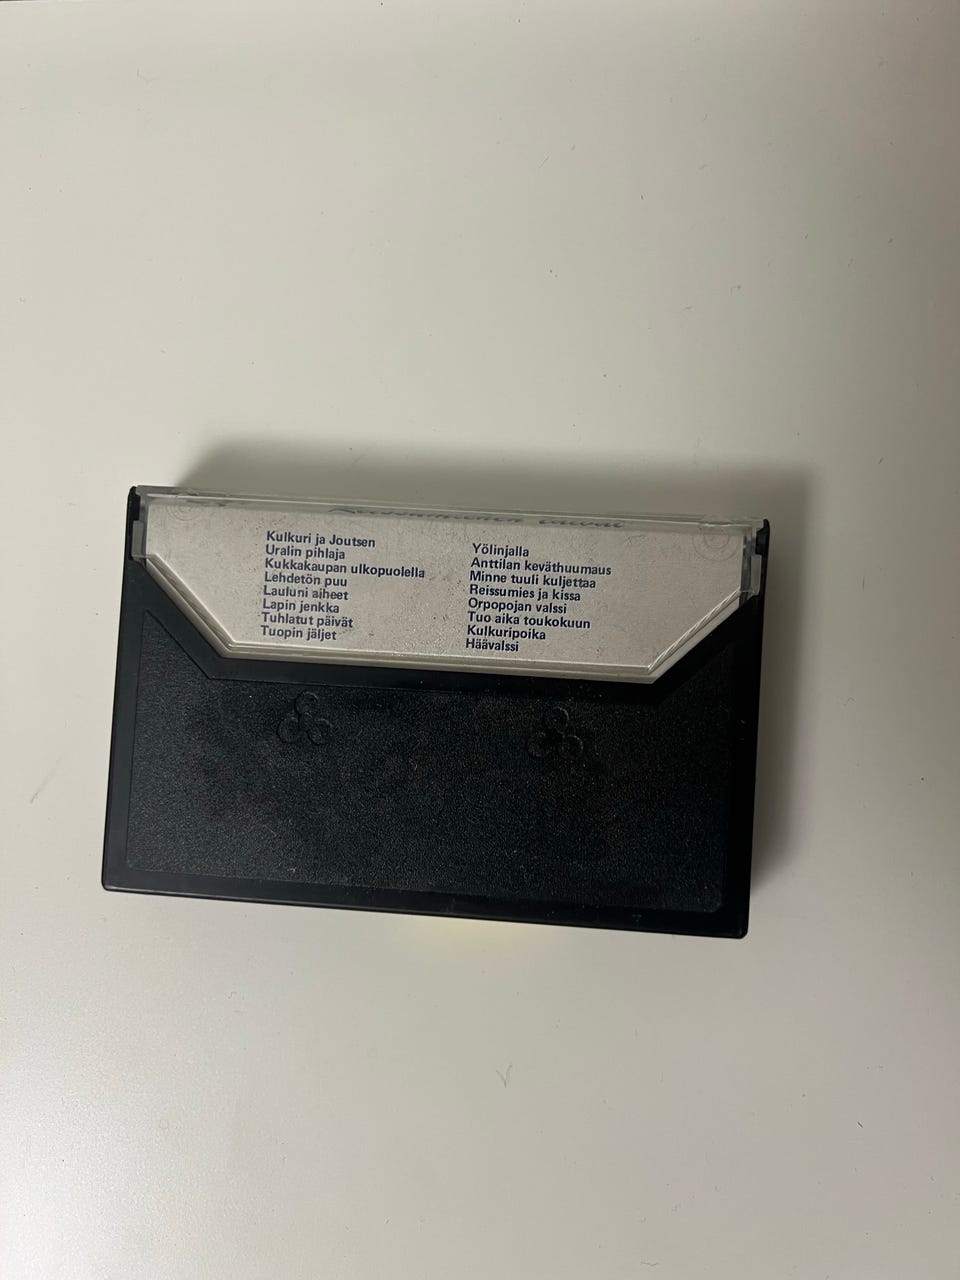 Kulkuri ja Joutsen
Uralin pihlaja
Kukkakaupan ulkopuolella
Lehdetön puu
Lauluni aiheet
Lapin jenkka
Tuhlatut päivät
Tuopin jäljet
Yölinjalla
Anttilan keväthuumaus
Minne tuuli kuljettaa
Reissumies ja kissa
Orpopojan valssi
Tuo aika toukokuun
Kulkuripoika
Häävalssi